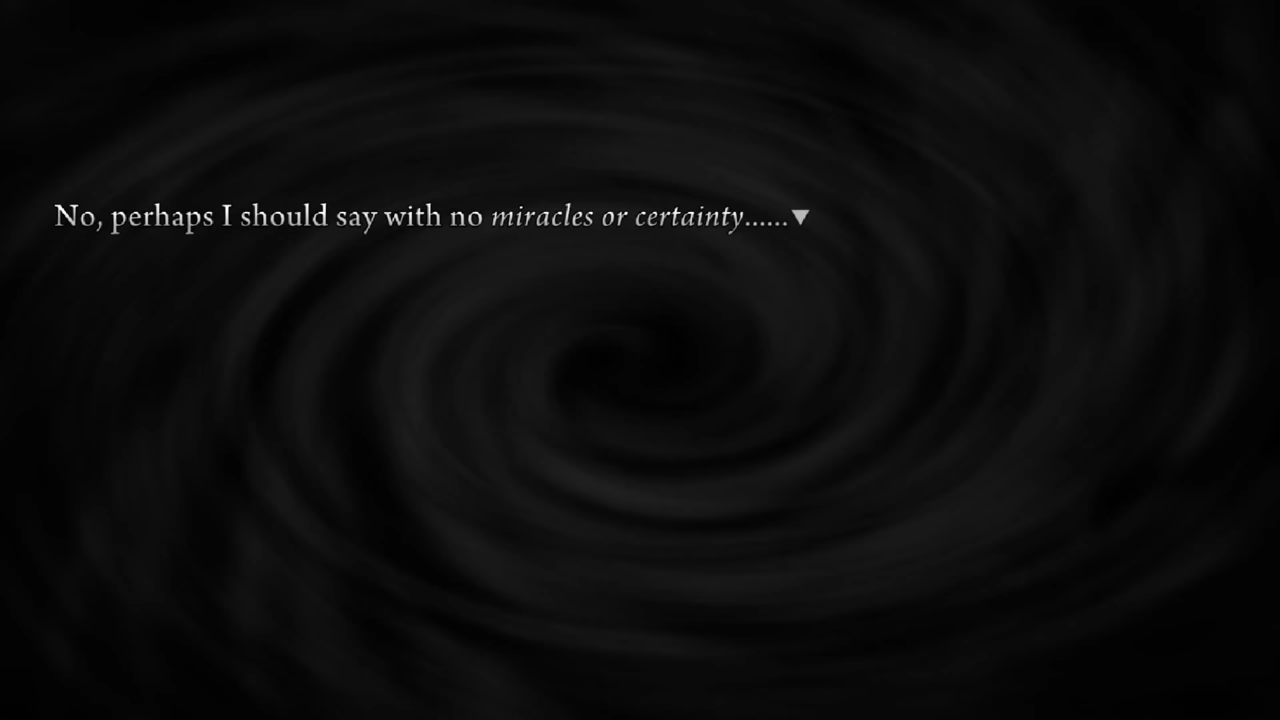 No, perhaps I should say with no miracles or certainty......▼